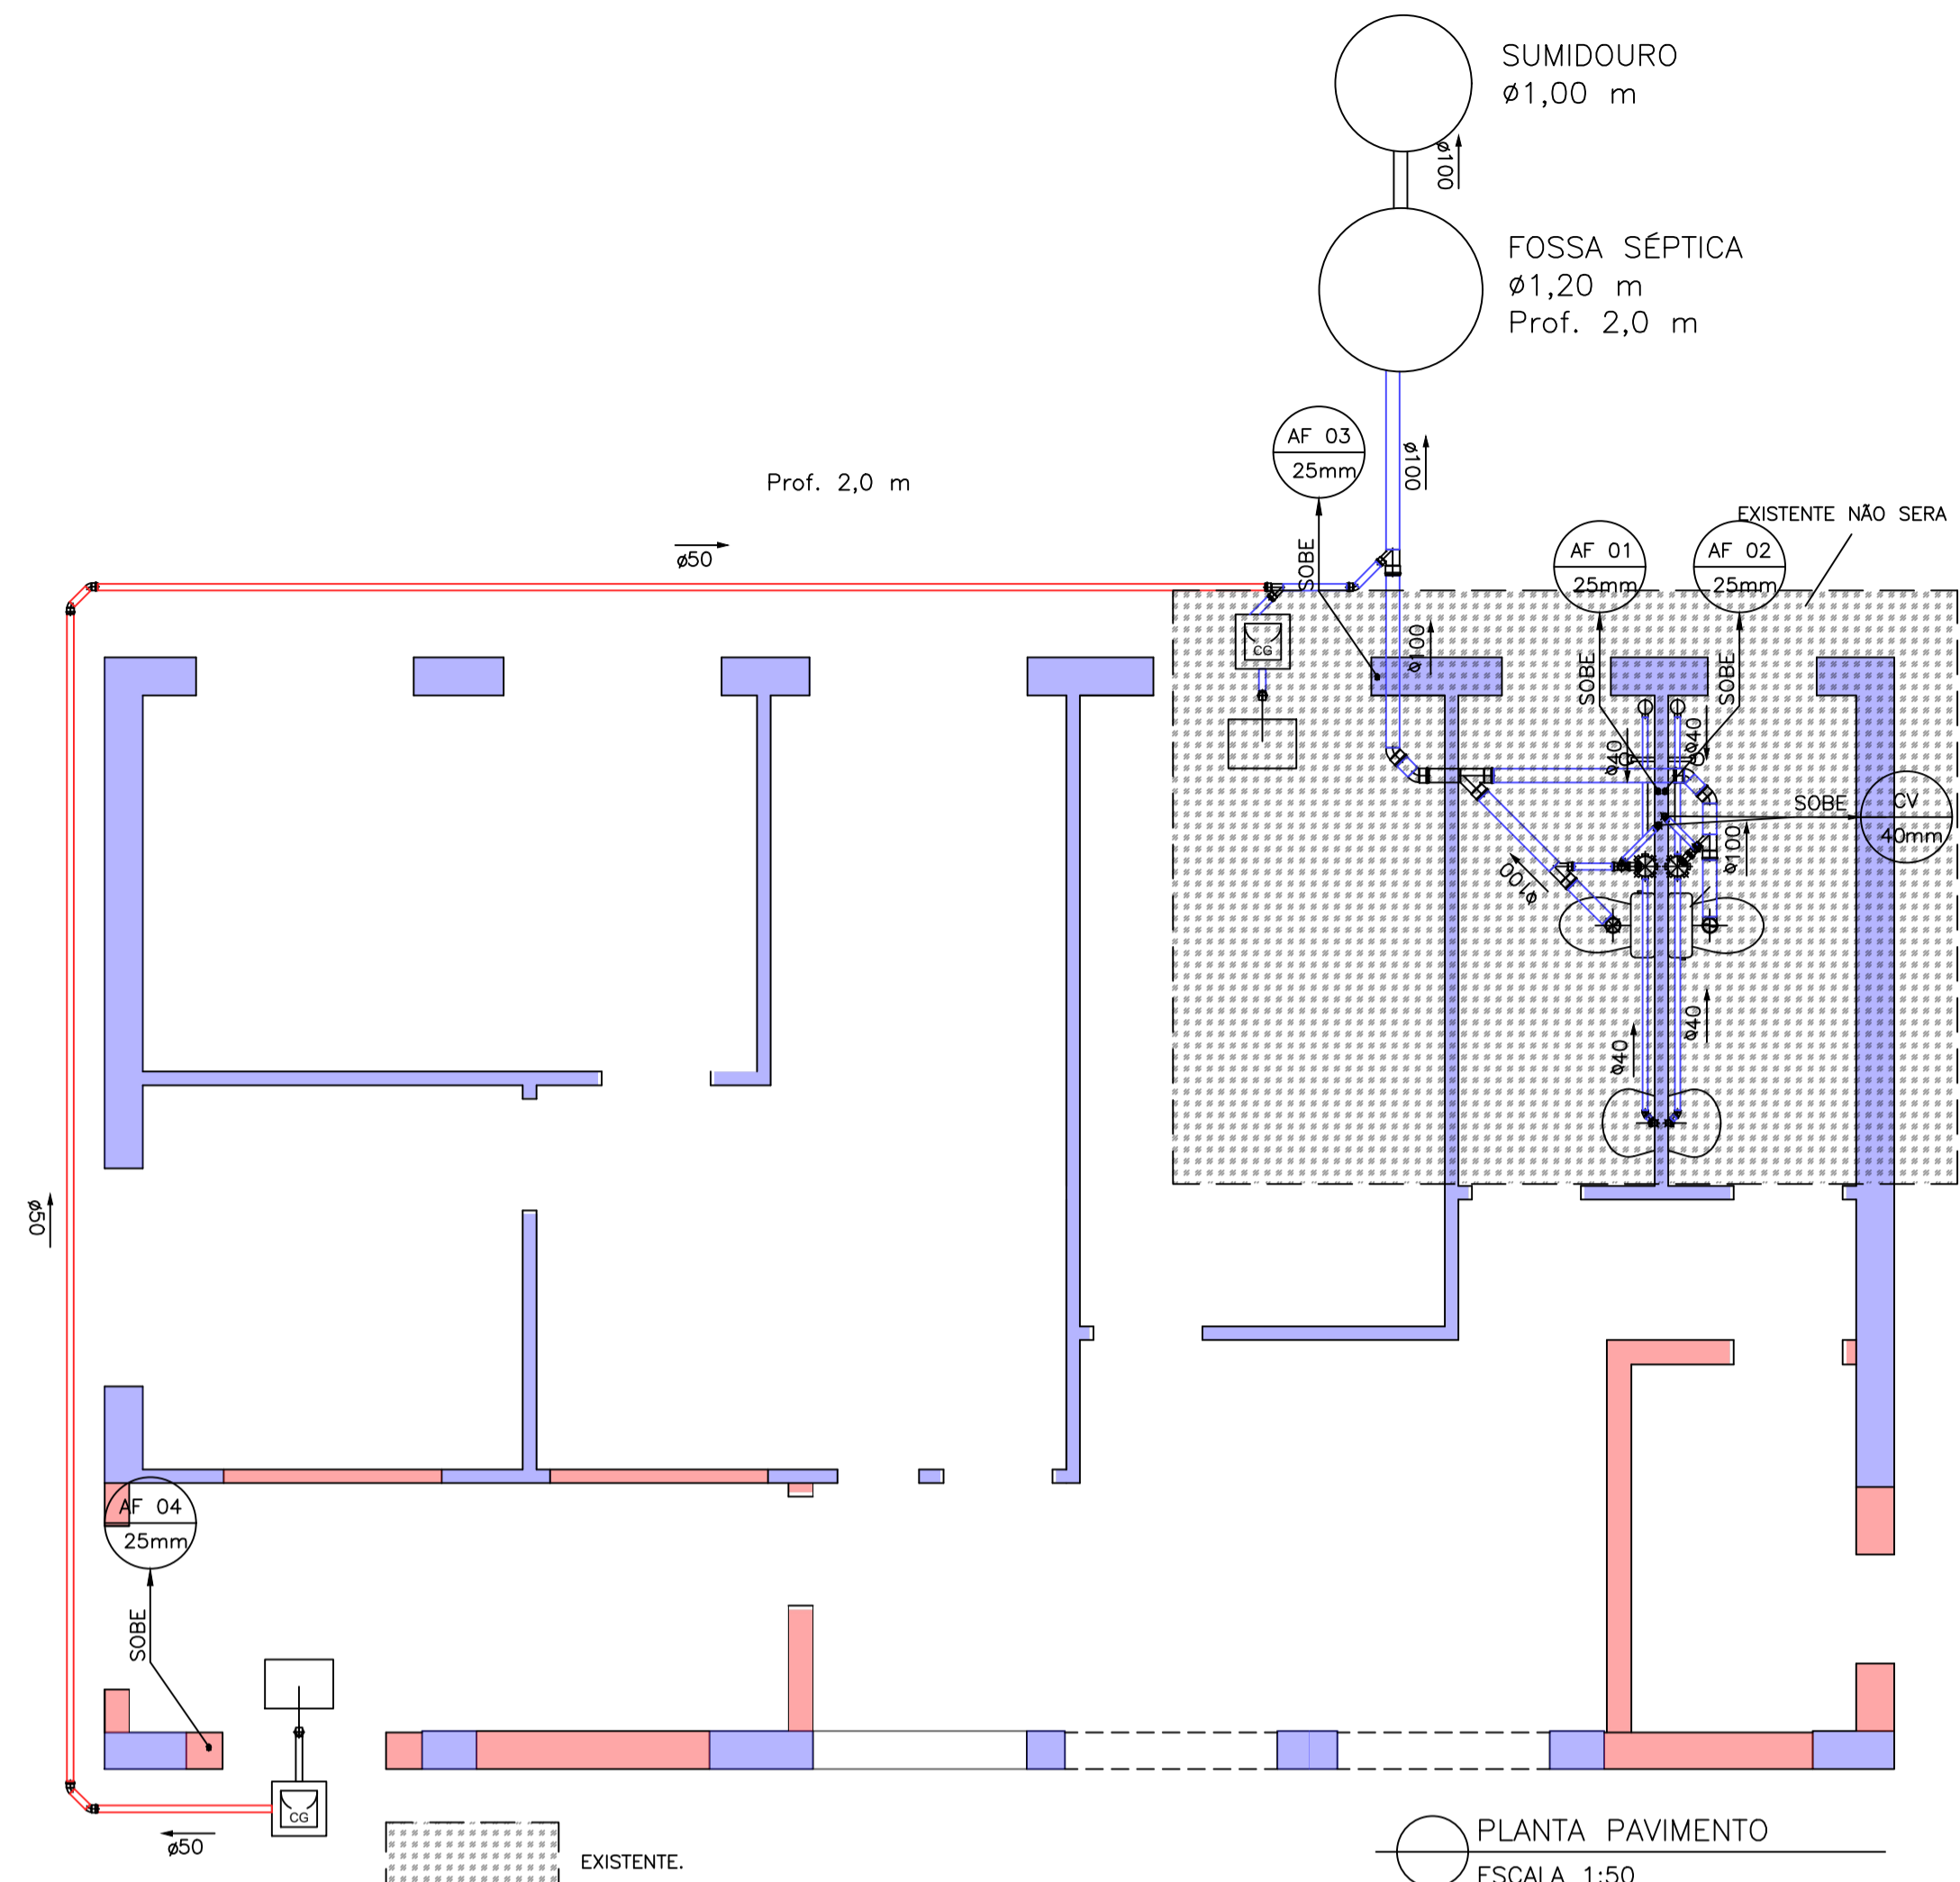 SUMIDOURO
ø1,00 m
ø100
FOSSA SÉPTICA
ø1,20 m
Prof. 2,0 m
AF 03
25mm
ø100
Prof. 2,0 m
EXISTENTE NÃO SERA
AF 01
25mm
AF 02
25mm
ø50
SOBE
CG
ø100
SOBE
SOBE
ø40
ø40
SOBE
CV
40mm
ø100
ø100
ø40
ø40
ø50
AF 04
25mm
SOBE
CG
ø50
EXISTENTE.
PLANTA PAVIMENTO
ESCALA 1:50